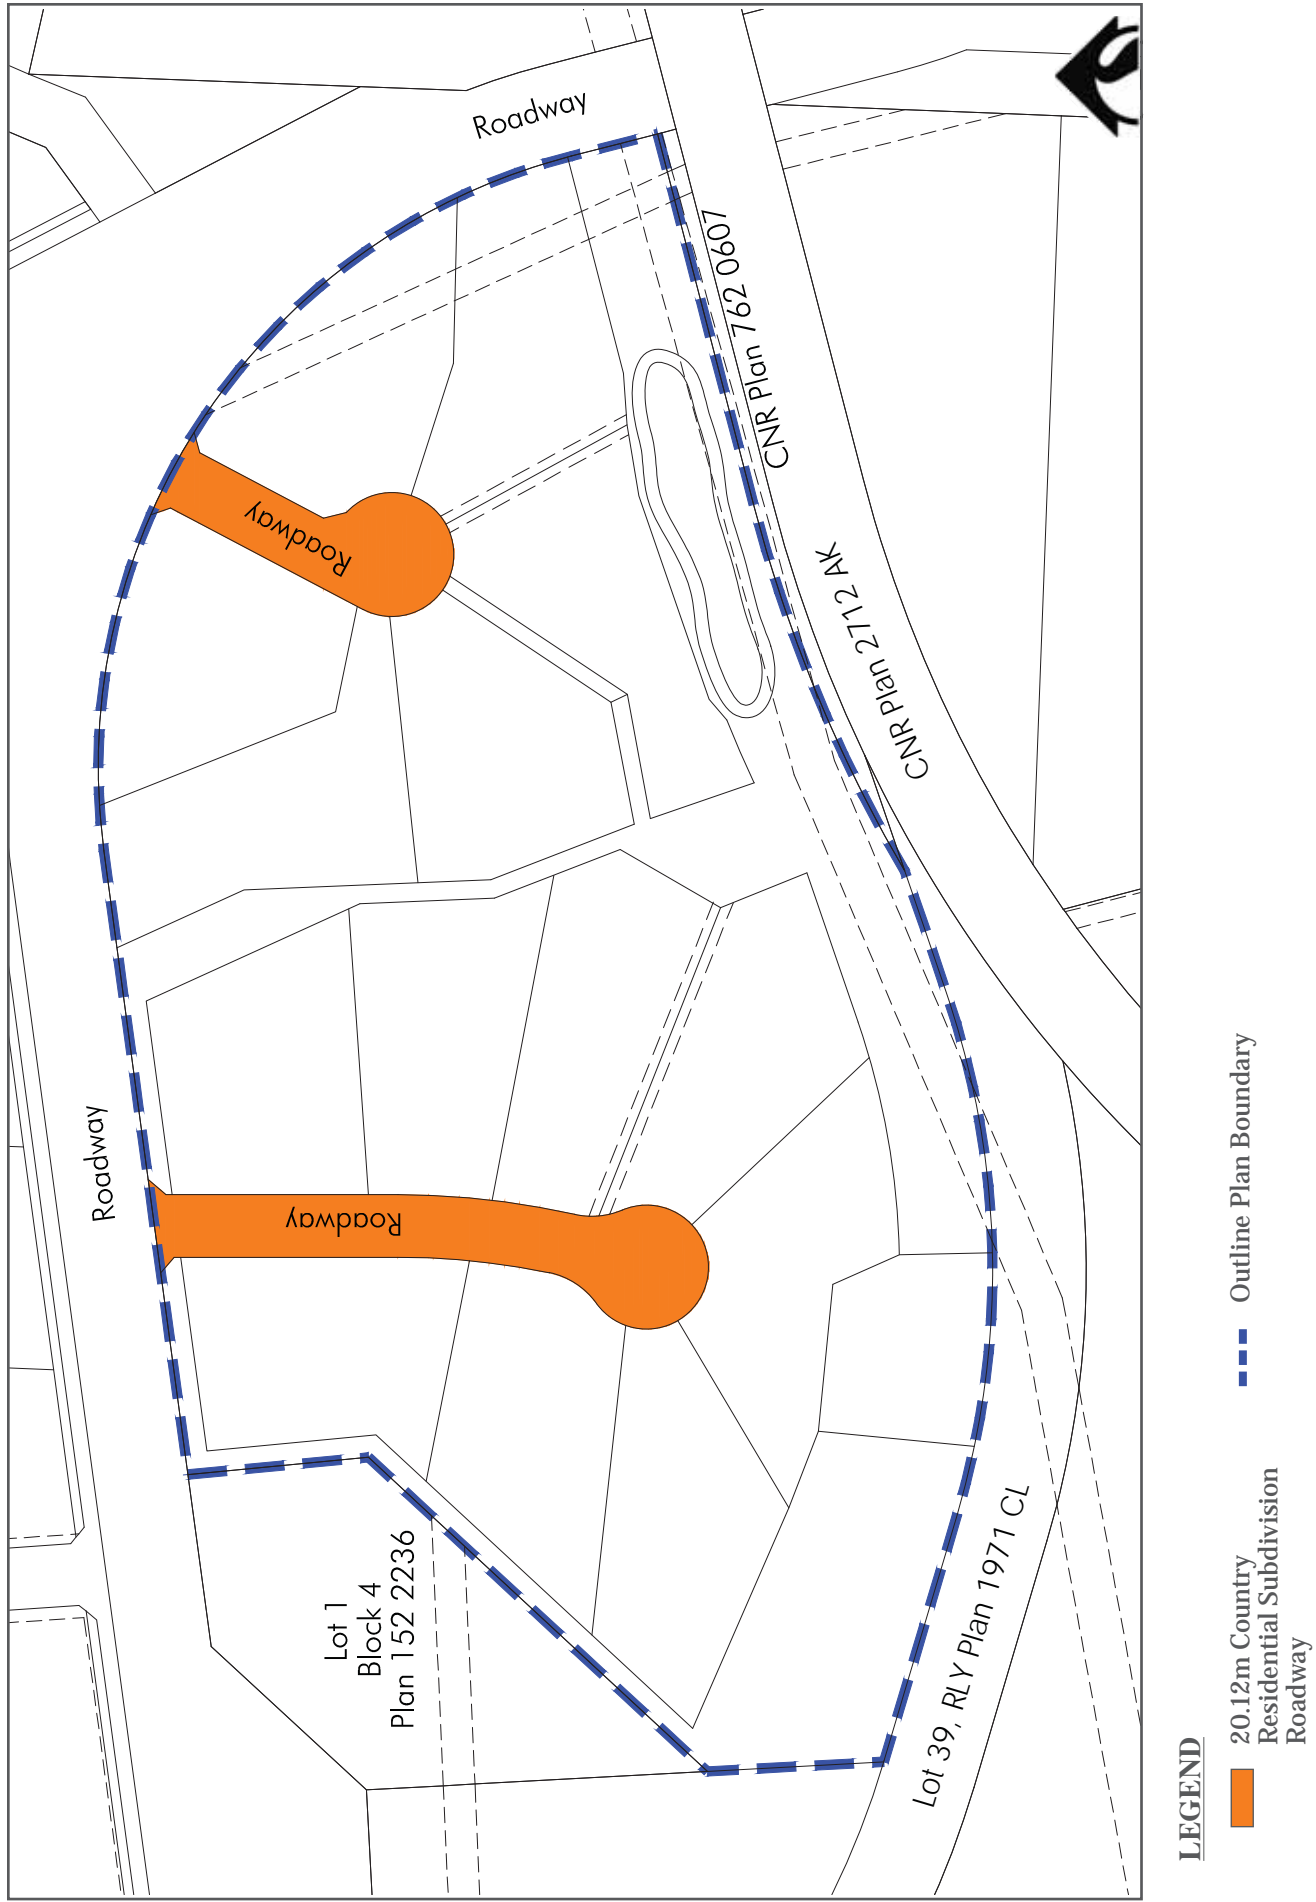 Roadway
CNR Plan 762 0607
CNR Plan 2712 AK
Roadway
Roadway
Roadway
Lot 1
Block 4
Plan 152 2236
Lot 39, RLY Plan 1971 CL
LEGEND
20.12m Country
Residential Subdivision
Roadway
Outline Plan Boundary